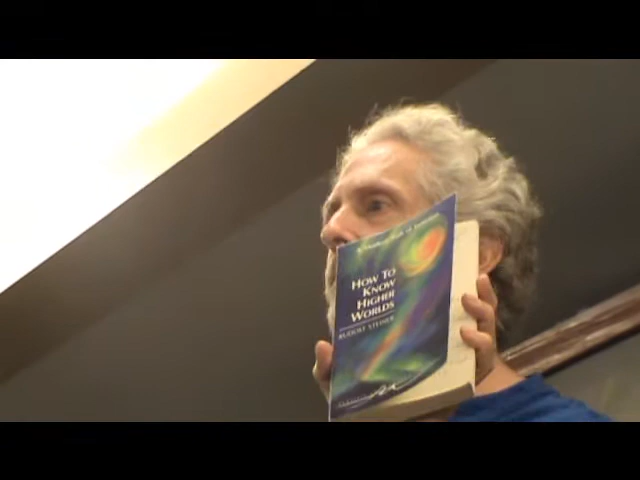 HOW TO
KNOW
HIGHER
WORLDS
RUDOLF STEINER